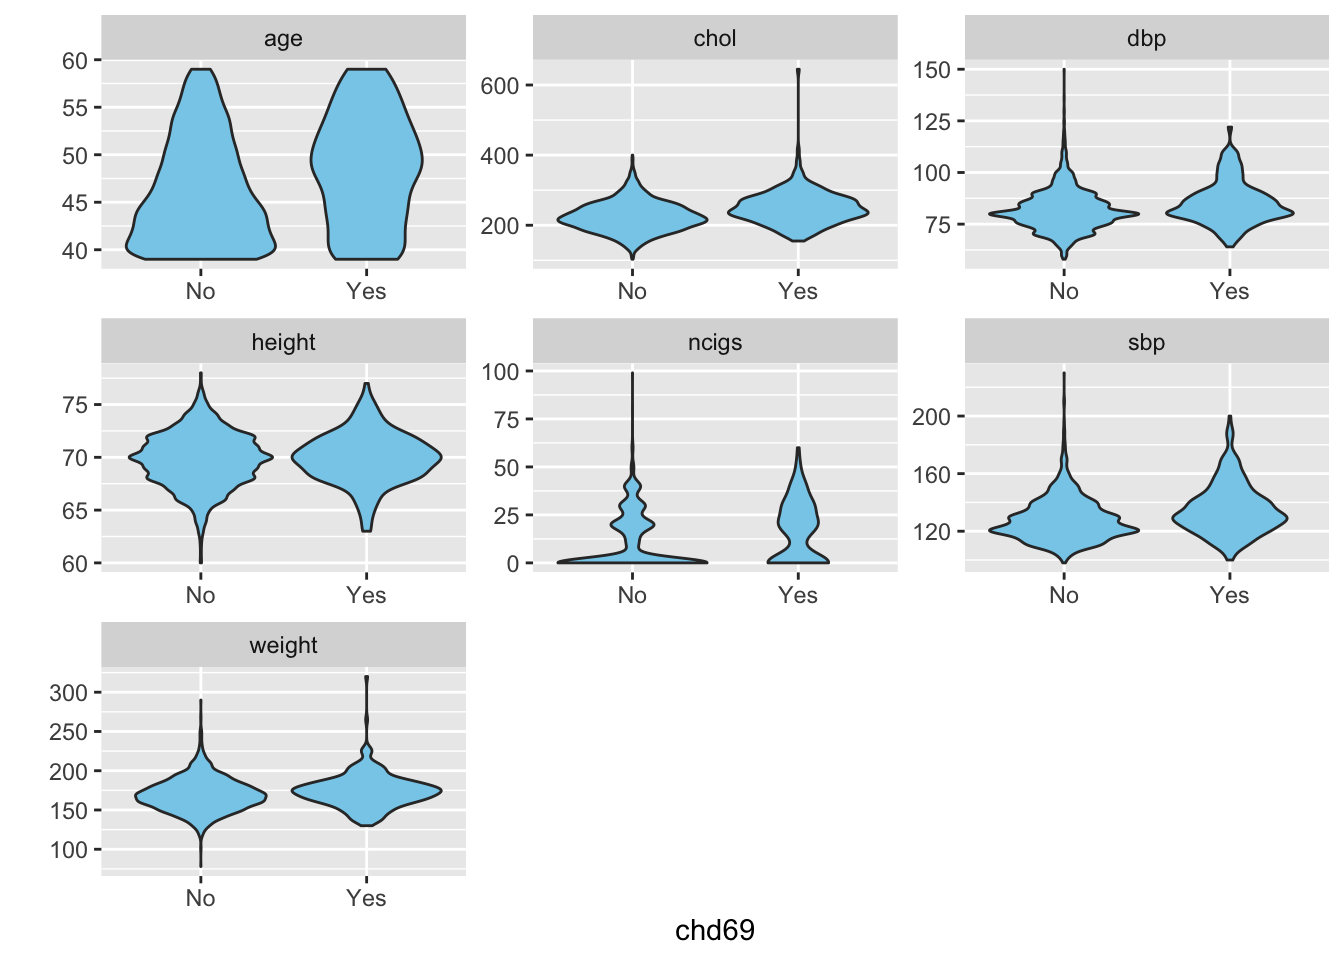 age
chol
dbp
60
55
50
45
40
No
Yes
600
400
200
No
Yes
150
125
100
75
No
Yes
height
ncigs
sbp
75
70
65
60
No
Yes
100
75
50
25
0
No
Yes
200
160
120
No
Yes
weight
300
250
200
150
100
No
Yes
chd69